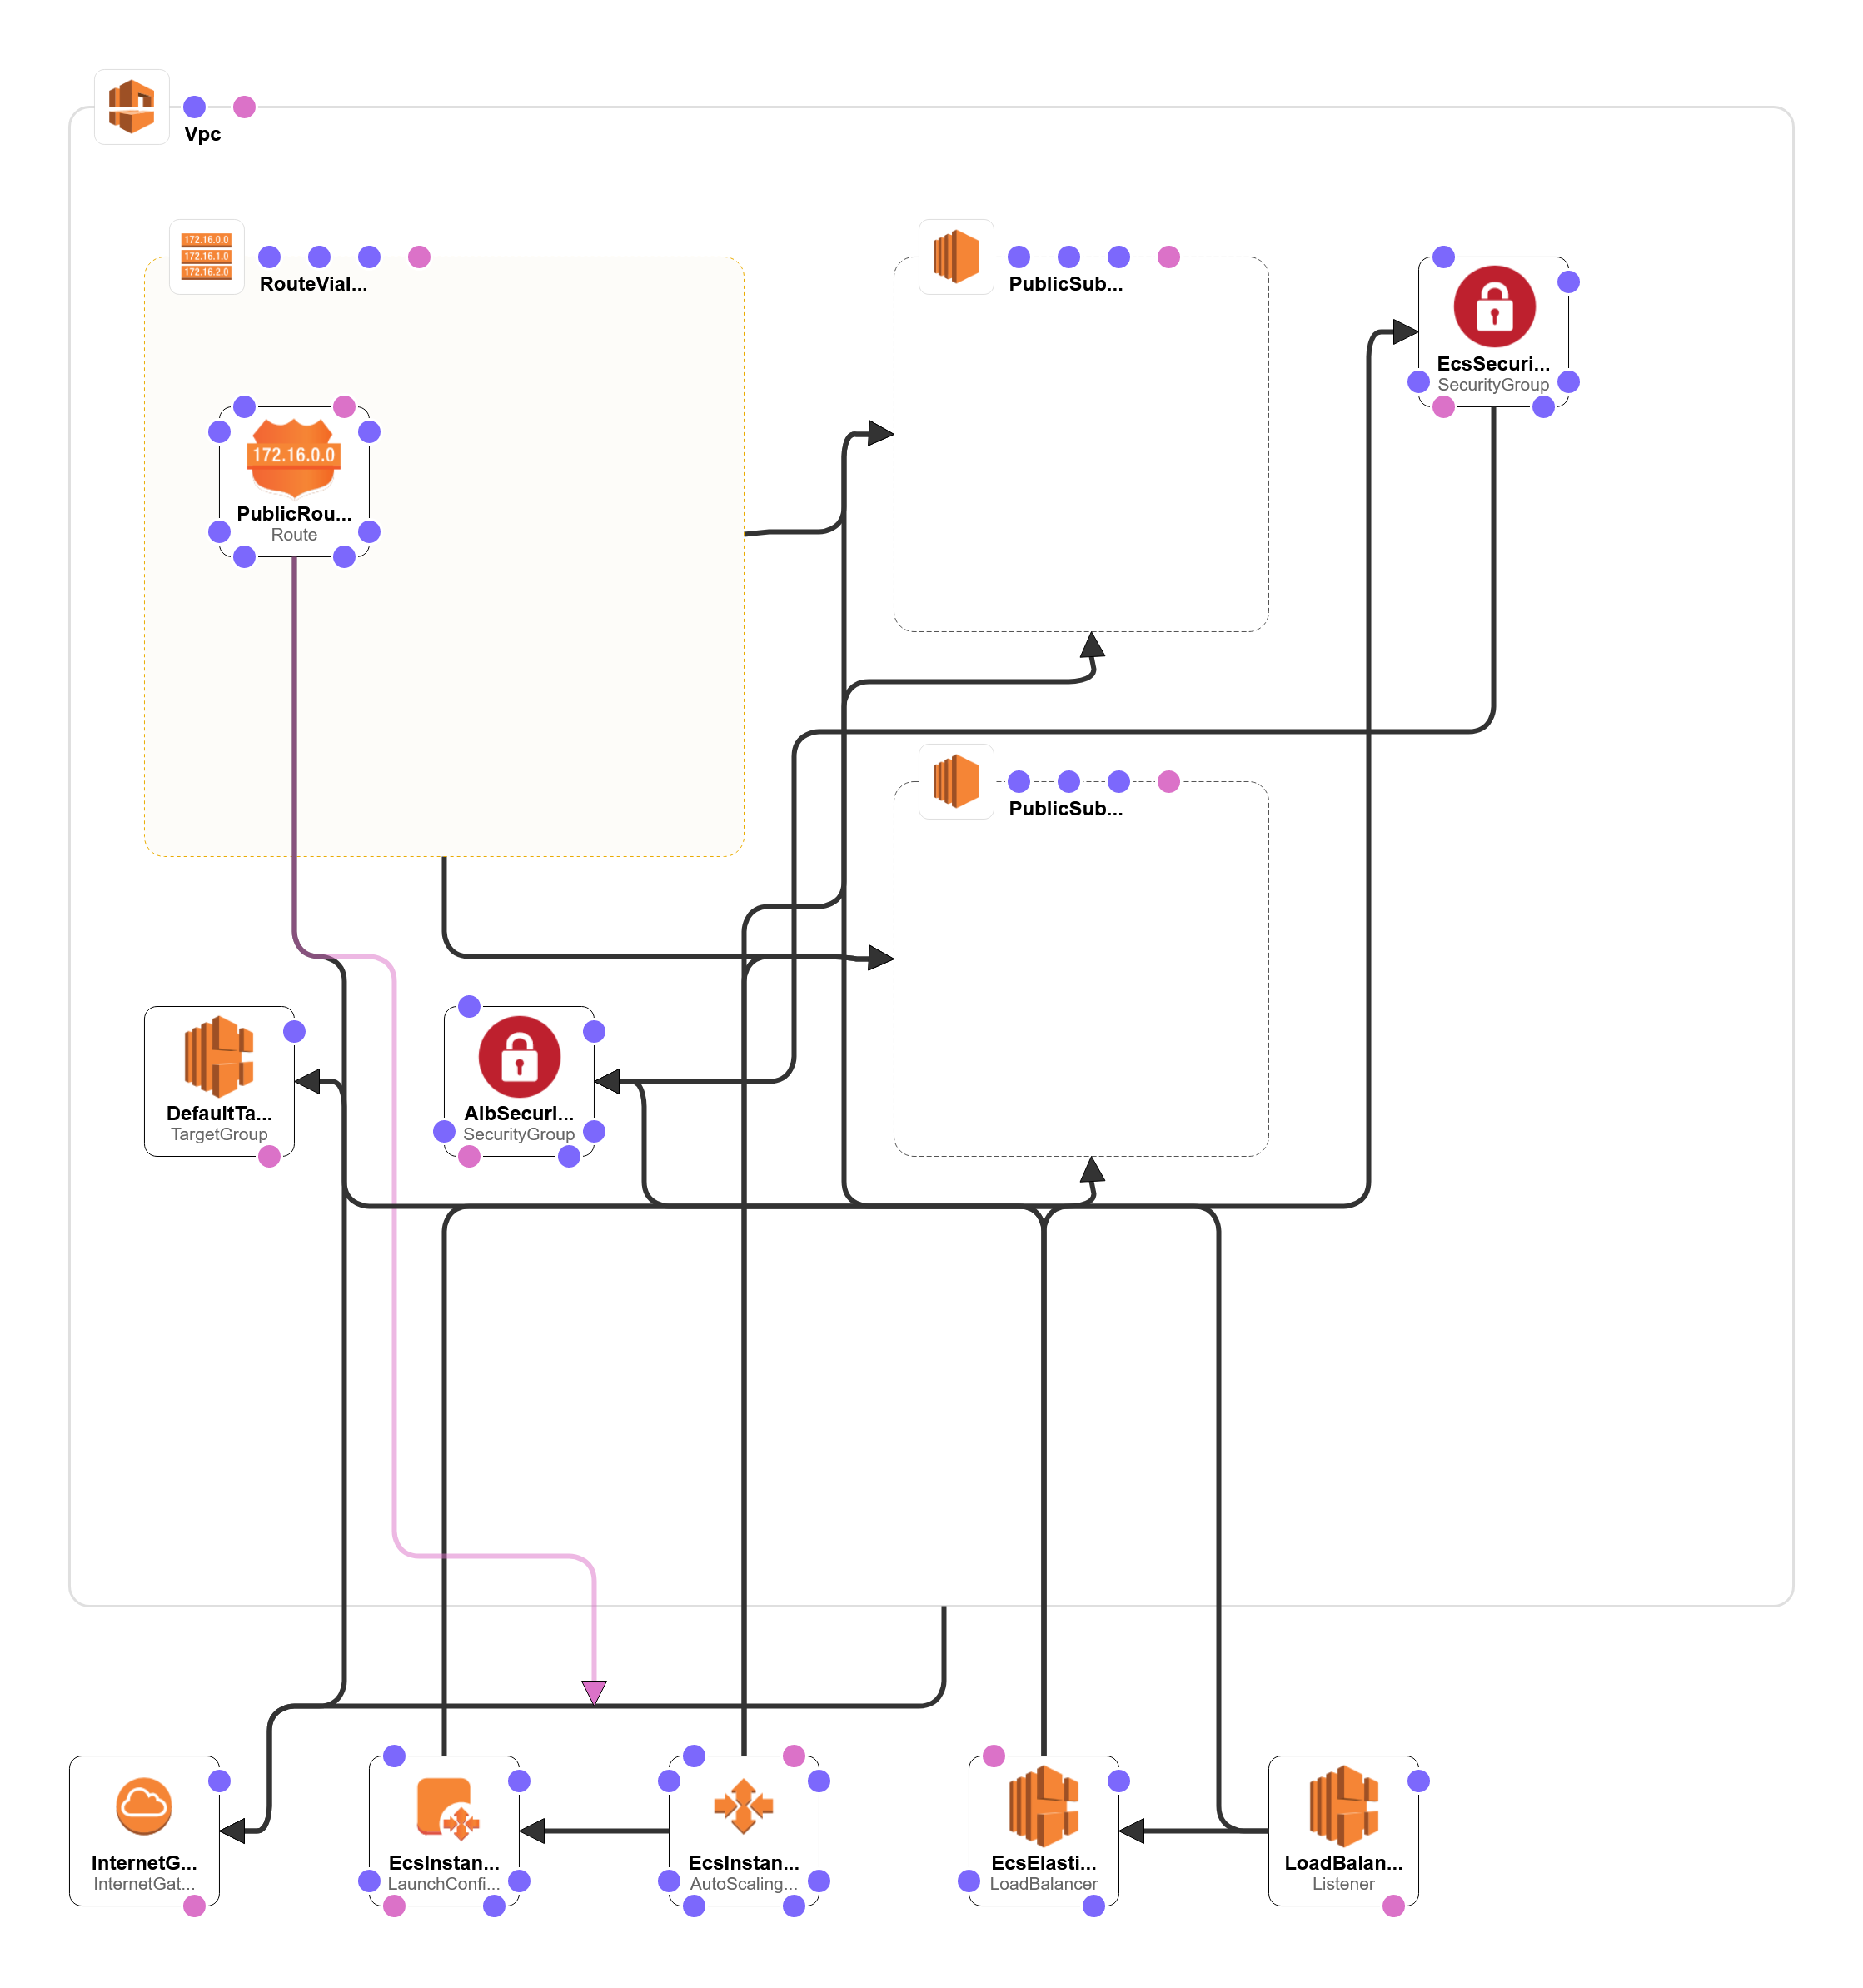 Vpc
172.16.0.0
172.16.1.0
172.16.2.0
RouteVial...
PublicSub...
EcsSecuri...
SecurityGroup
172.16.0.0
PublicRou...
Route
PublicSub...
DefaultTa...
TargetGroup
AlbSecuri...
SecurityGroup
InternetG...
InternetGat...
EcsInstan...
LaunchConfi...
EcsInstan...
AutoScaling...
EcsElasti...
LoadBalancer
LoadBalan...
Listener